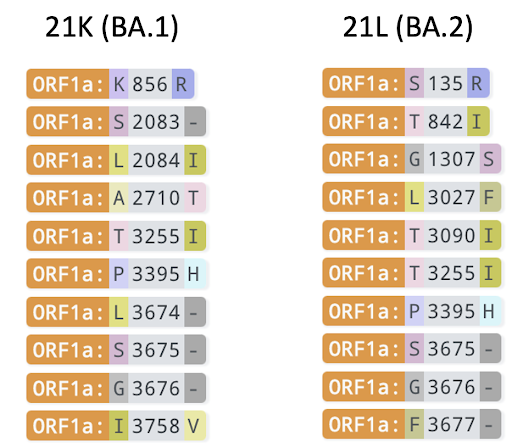 21K (BA.1)
ORF1a: K 856 R
ORF1a: S 2083 -
ORF1a: L 2084 I
ORF1a: A 2710 T
ORF1a: T 3255 I
ORF1a: P 3395 H
ORF1a: L 3674 -
ORF1a: S 3675 -
ORF1a: G 3676 -
ORF1a: I 3758 V
21L (BA.2)
ORF1a: S 135 R
ORF1a: T 842 I
ORF1a: G 1307 S
ORF1a: L 3027 F
ORF1a: T 3090 I
ORF1a: T 3255 I
ORF1a: P 3395 H
ORF1a: S 3675 -
ORF1a: G 3676 -
ORF1a: F 3677 -